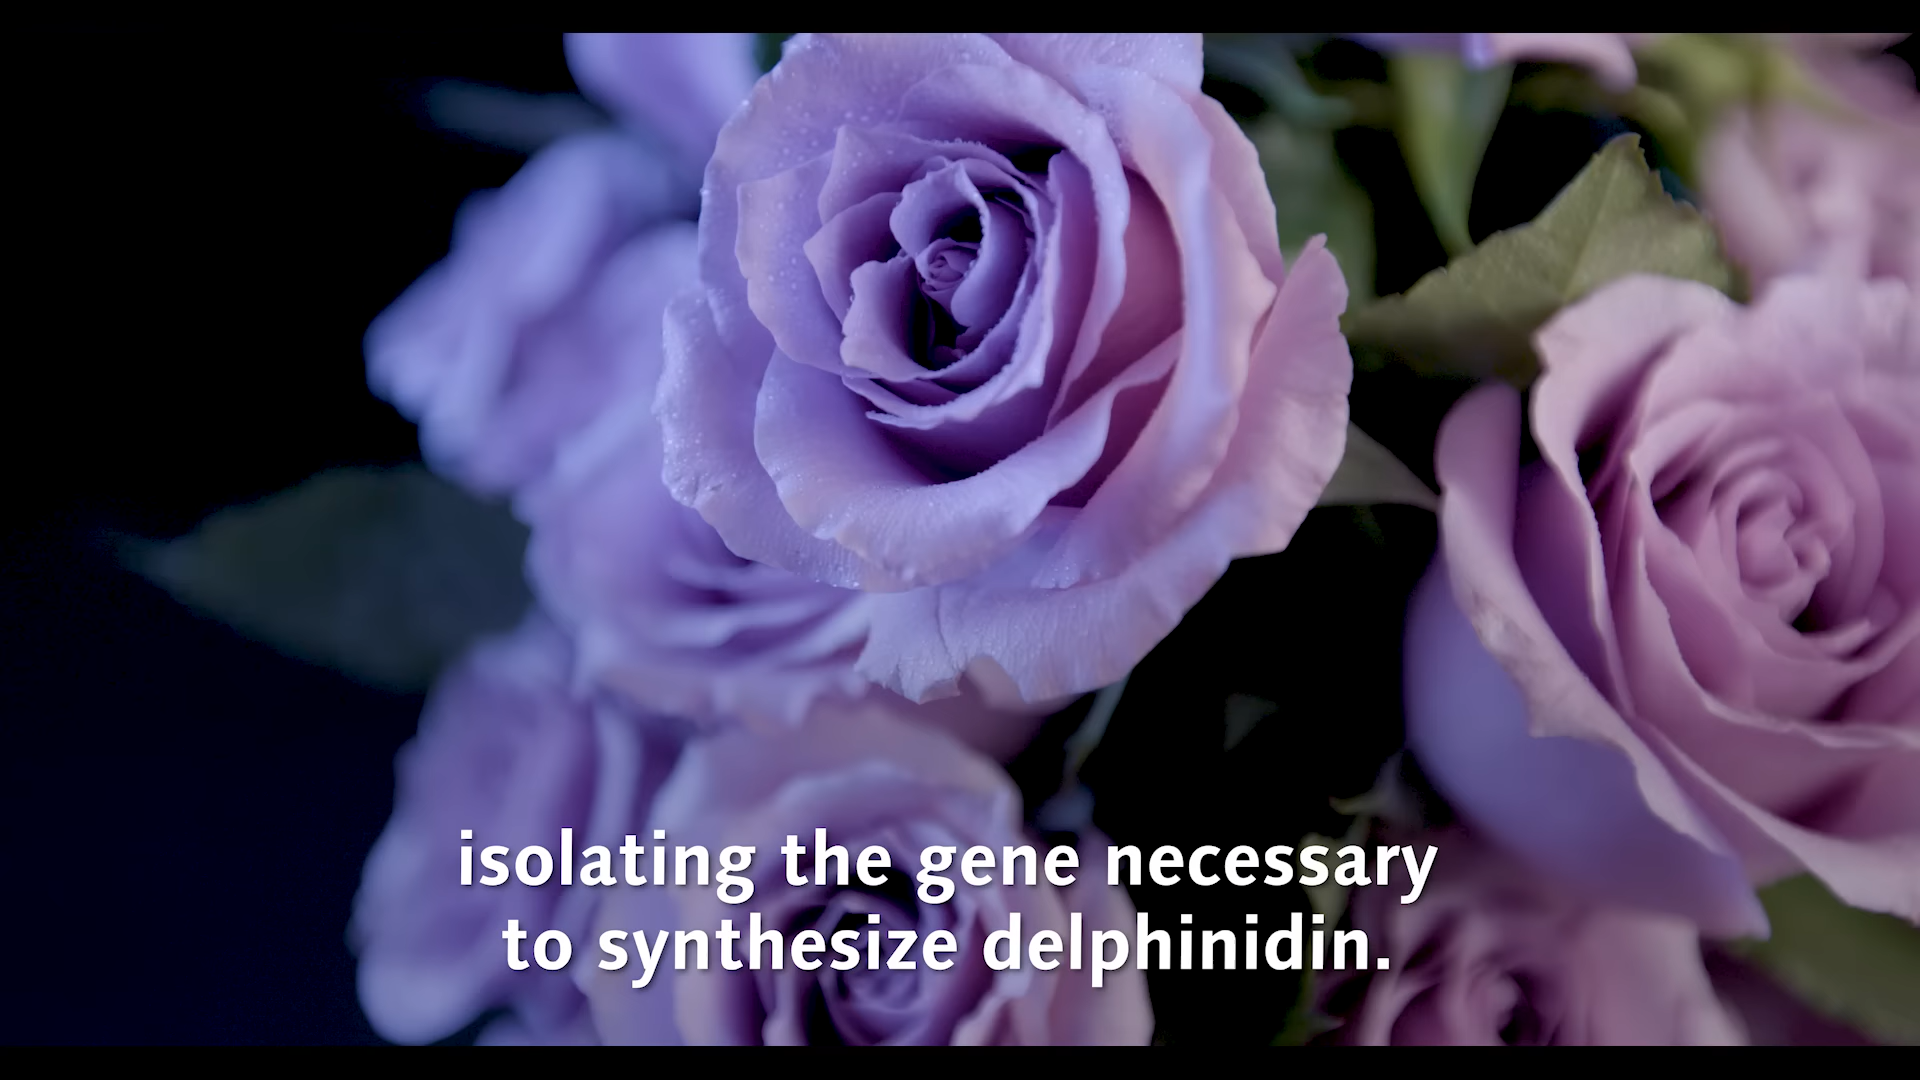 isolating the gene necessary
to synthesize delphinidin.